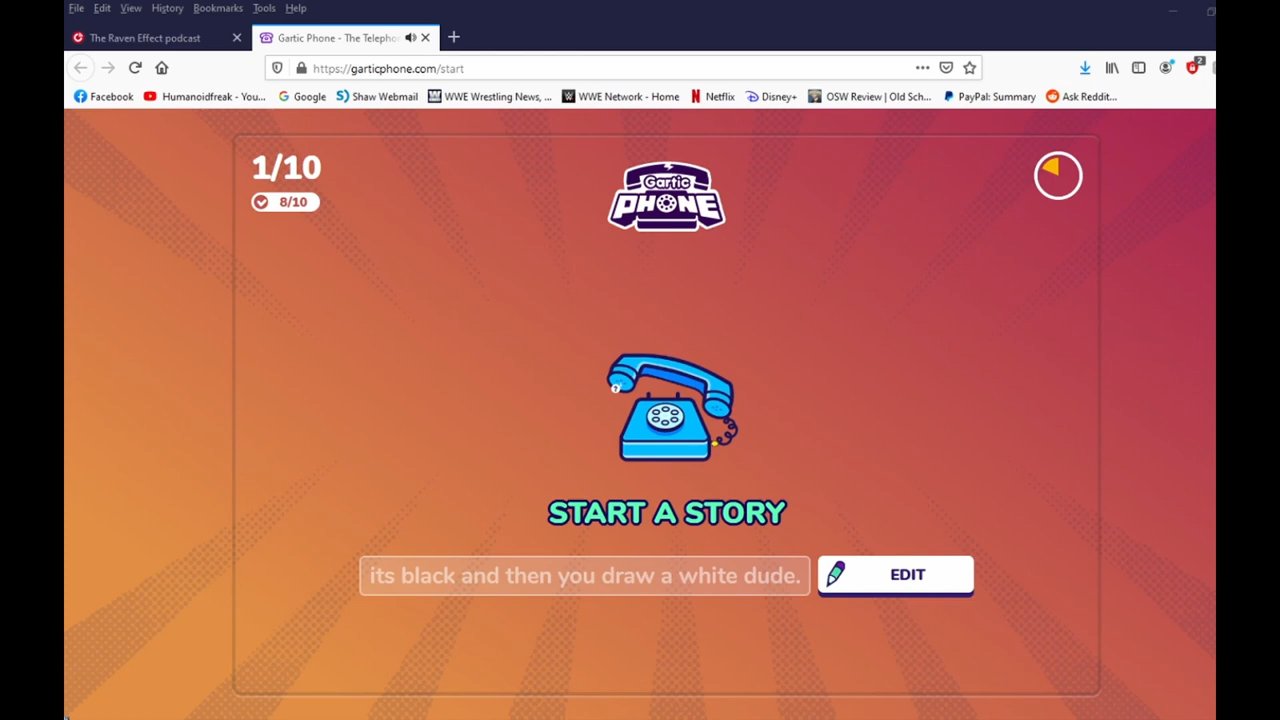 File Edit View History Bookmarks Tools Help
The Raven Effect podcast
Gartic Phone - The Telepho
https://garticphone.com/start
2
Facebook
Humanoidfreak - You...
Google
Shaw Webmail
WWE Wrestling News, ...
WWE Network - Home
Netflix
Disney+
OSW Review | Old Sch...
PayPal: Summary
Ask Reddit...
1/10
8/10
Gartic
PHONE
START A STORY
its black and then you draw a white dude.
EDIT